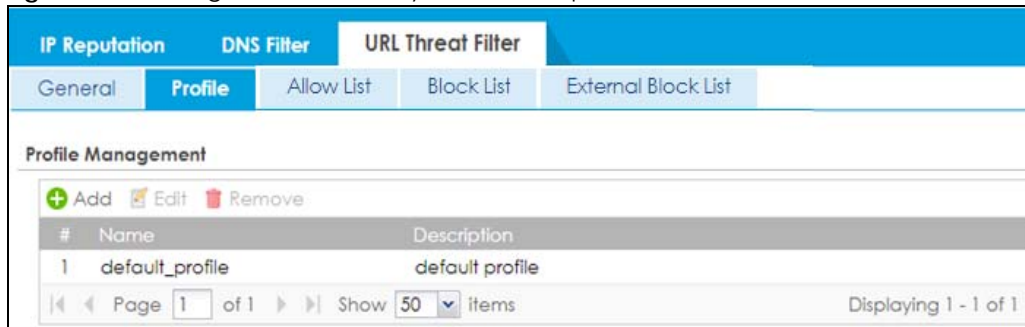 IP Reputation DNS Filter URL Threat Filter
General Profile Allow List Block List External Block List
Profile Management
Add Edit Remove
# Name Description
1 default_profile default profile
Page 1 of 1 Show 50 items Displaying 1 - 1 of 1